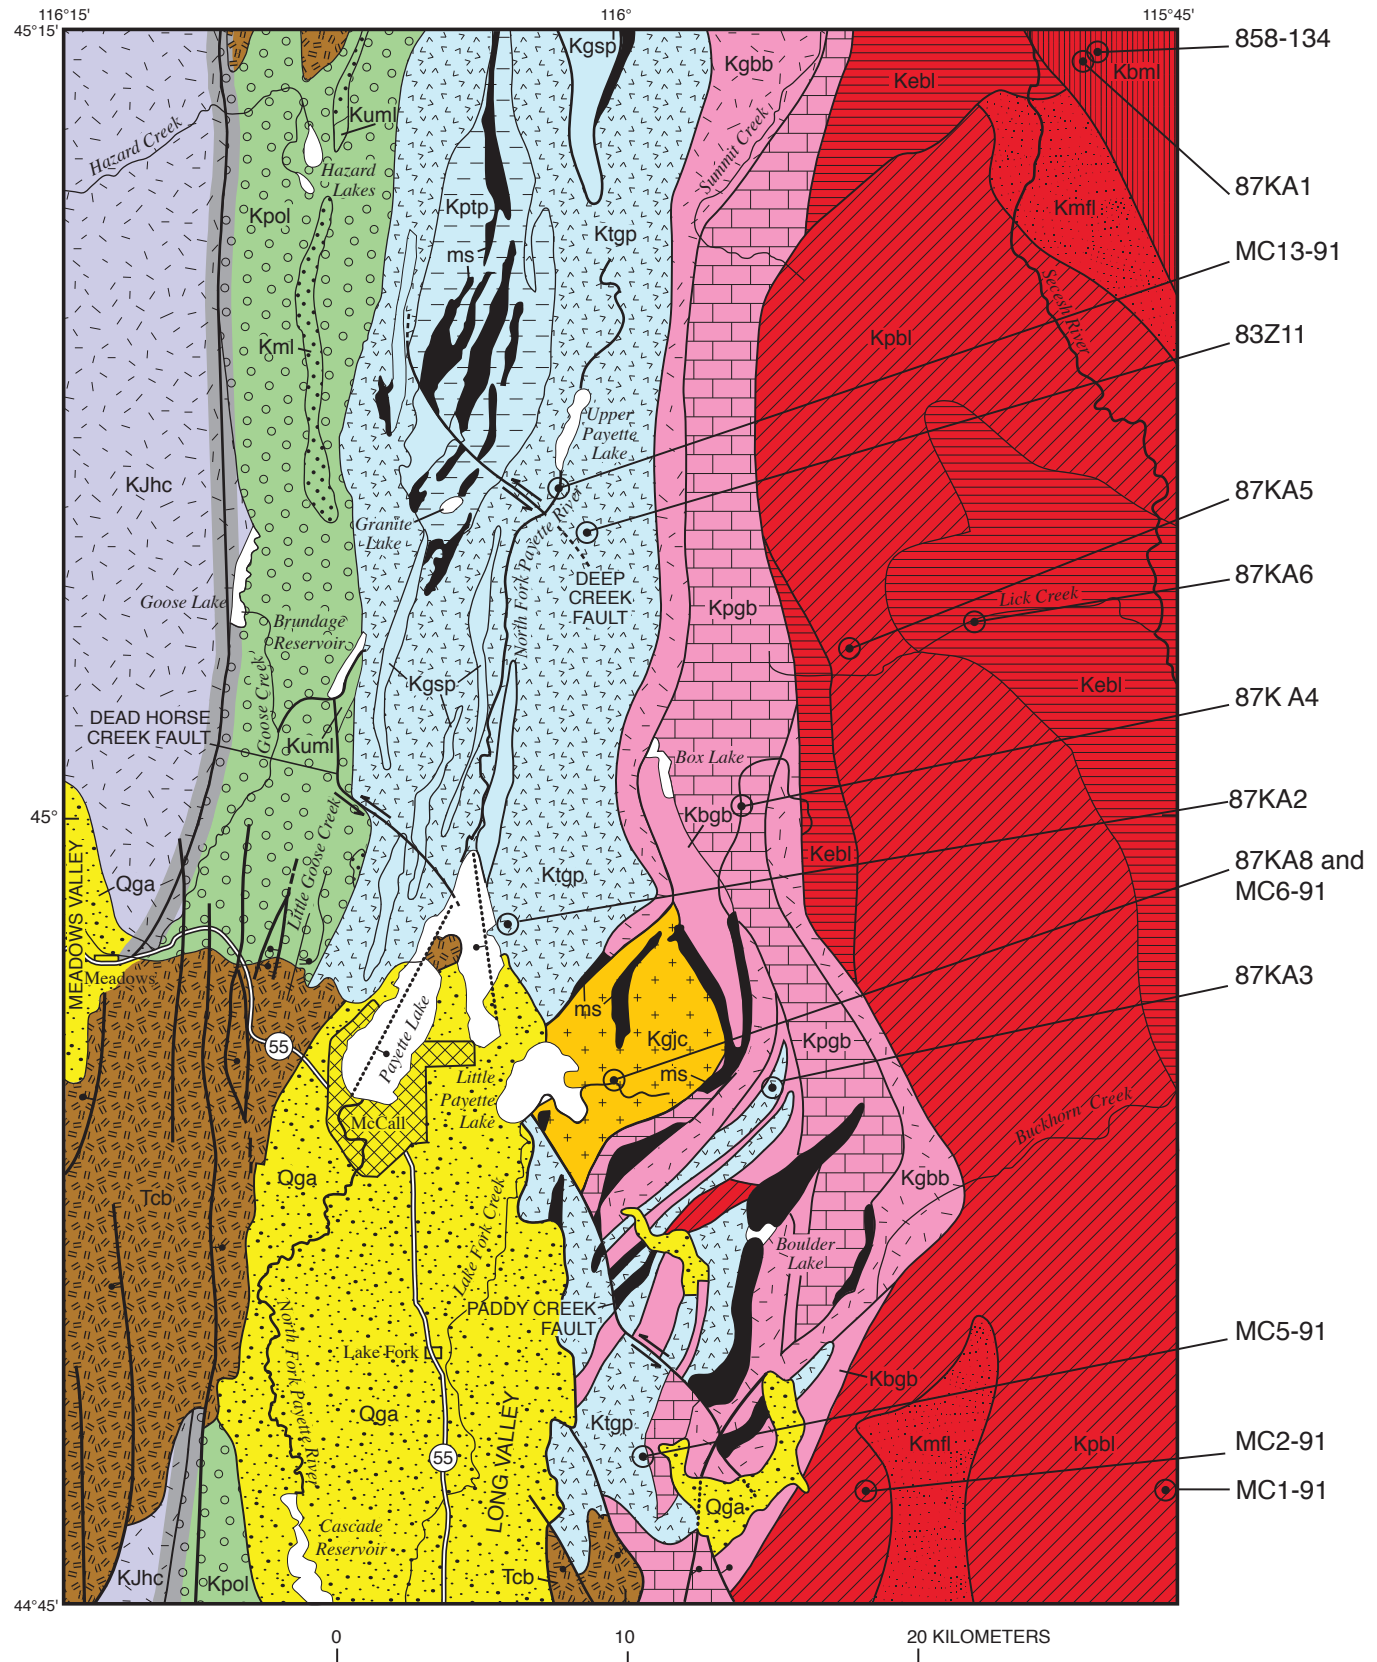 116°15'
116°
115°45'
45°15'
858-134
Kgsp
Kgbb
Kebl
Kbml
Kuml
Hazard Creek
Summit Creek
Hazard
Lakes
87KA1
Kpol
Kptp
Kmfl
Ktgp
MC13-91
ms
Secesh River
83Z11
Kml
Kpbl
Upper
Payette
Lake
KJhc
87KA5
Granite
Lake
North Fork Payette River
DEEP
CREEK
FAULT
87KA6
Goose Lake
Lick Creek
Kpgb
Brundage
Reservoir
Kgsp
Kebl
Goose Creek
87K A4
DEAD HORSE
CREEK FAULT
Kuml
Box Lake
87KA2
45°
Little Goose Creek
Kbgb
Kebl
87KA8 and
MC6-91
MEADOWS VALLEY
Qga
Ktgp
87KA3
Meadows
ms
Kgjc
Kpgb
55
Payette Lake
ms
Little
Payette
Lake
McCall
Buckhorn Creek
Qga
Kgbb
Tcb
Lake Fork Creek
Boulder
Lake
PADDY CREEK
FAULT
North Fork Payette River
MC5-91
Lake Fork
Kbgb
Qga
LONG VALLEY
Ktgp
Kmfl
Kpbl
MC2-91
55
MC1-91
Qga
Cascade
Reservoir
KJhc
Kpol
Tcb
44°45'
0
10
20 KILOMETERS